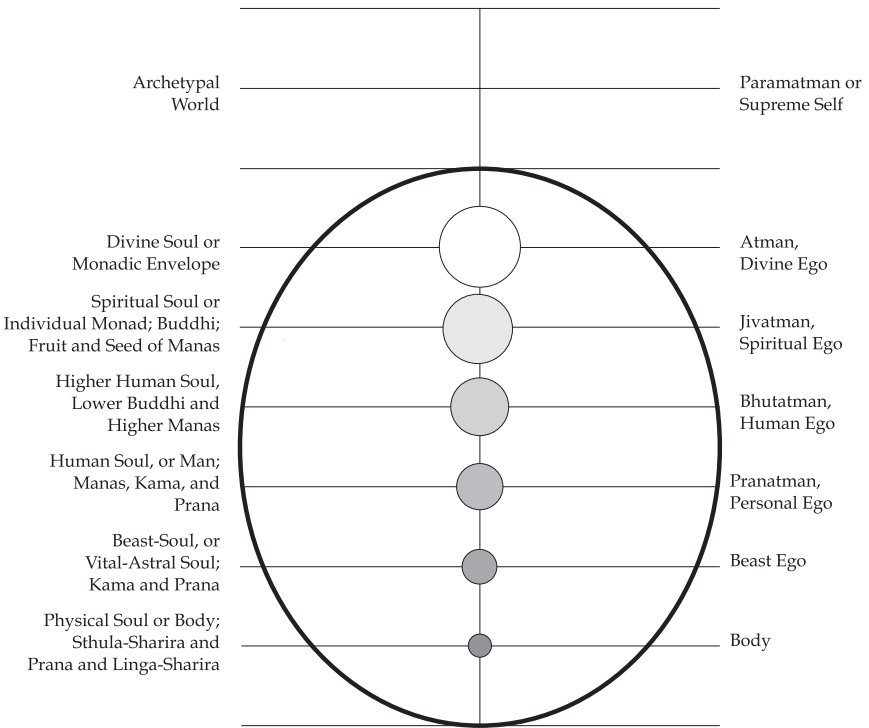 Archetypal
World
Paramatman or
Supreme Self
Divine Soul or
Monadic Envelope
Atman,
Divine Ego
Spiritual Soul or
Individual Monad; Buddhi;
Fruit and Seed of Manas
Jivatman,
Spiritual Ego
Higher Human Soul,
Lower Buddhi and
Higher Manas
Bhutatman,
Human Ego
Human Soul, or Man;
Manas, Kama, and
Prana
Pranatman,
Personal Ego
Beast-Soul, or
Vital-Astral Soul;
Kama and Prana
Beast Ego
Physical Soul or Body;
Sthula-Sharira and
Prana and Linga-Sharira
Body